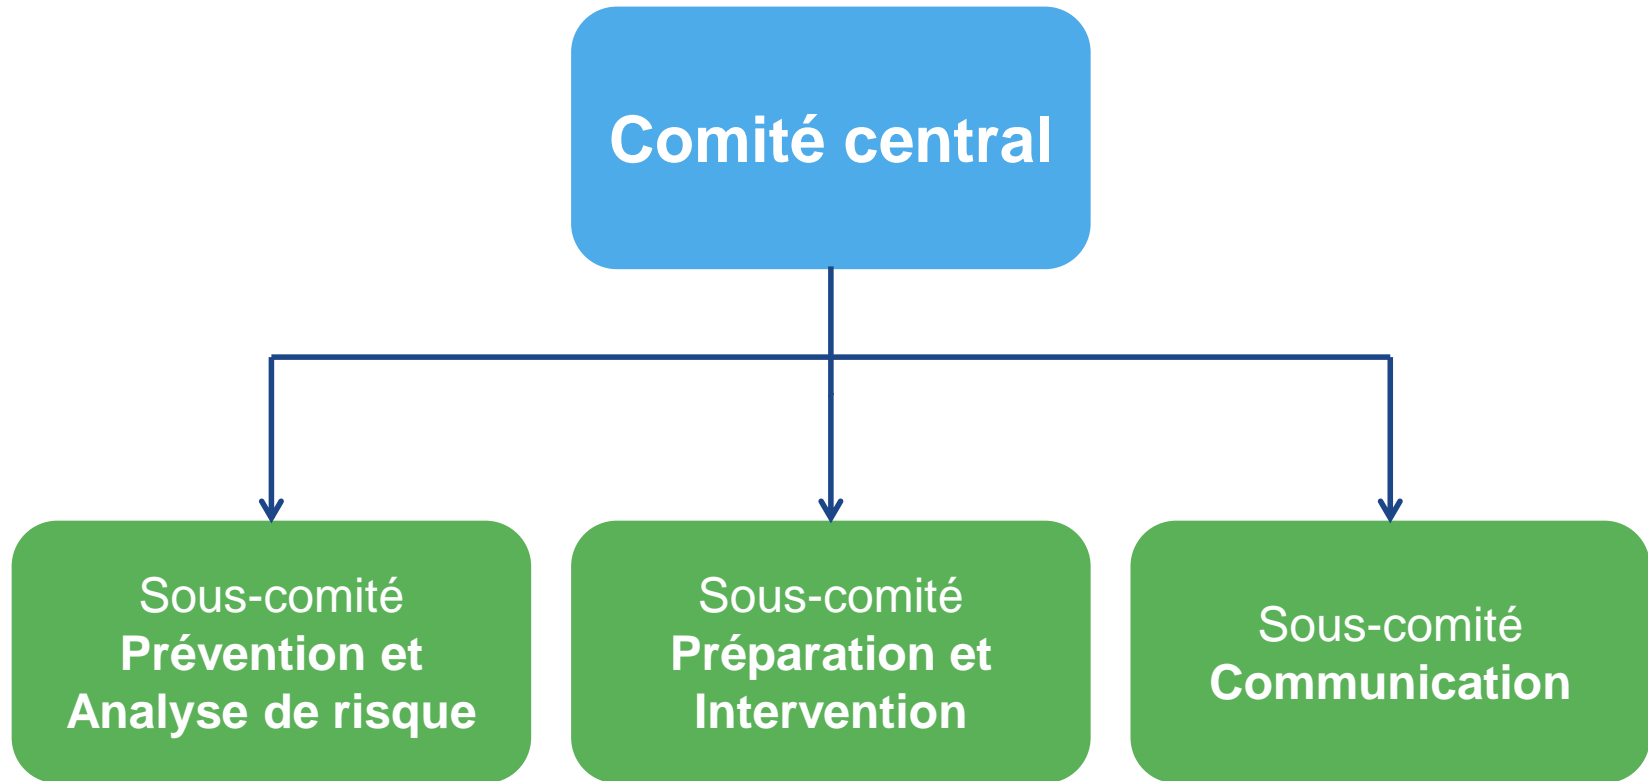 Comité central
Sous-comité
Prévention et
Analyse de risque
Sous-comité
Préparation et
Intervention
Sous-comité
Communication